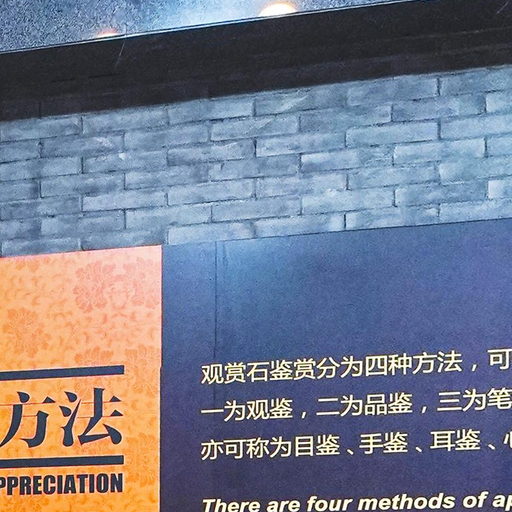 方法
PPRECIATION
观赏石鉴赏分为四种方法，可
一为观鉴，二为品鉴，三为笔
亦可称为目鉴、手鉴、耳鉴、心
There are four methods of ap